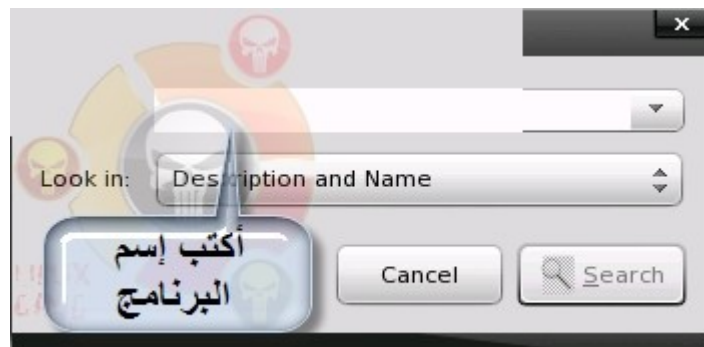 Look in:
Description and Name
أكتب إسم
البرنامج
Cancel
Search